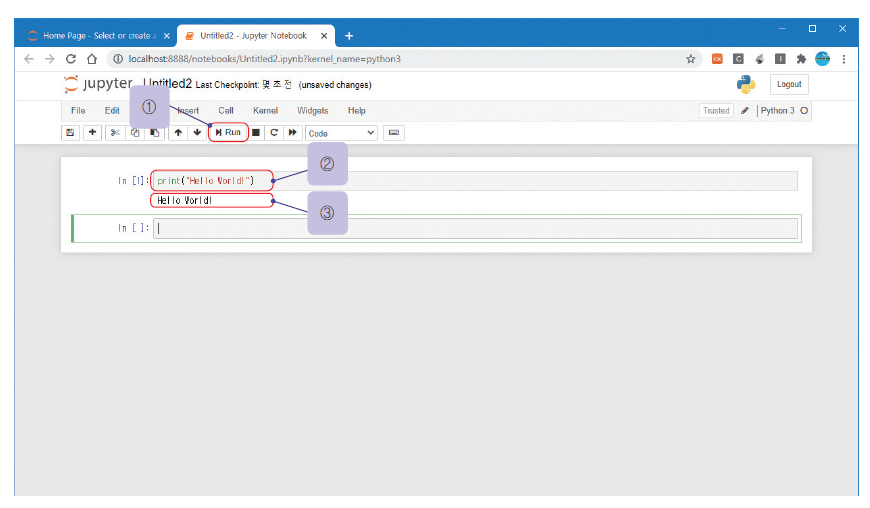 Home Page - Select or create a
Untitled2 - Jupyter Notebook
localhost:8888/notebooks/Untitled2.ipynb?kernel_name=python3
jupyter Untitled2 Last Checkpoint: 몇 초 전 (unsaved changes)
Logout
File Edit Insert Cell Kernel Widgets Help
Trusted Python 3
①
Run
Code
②
In [1]: print("Hello World!")
Hello World!
③
In [ ]: